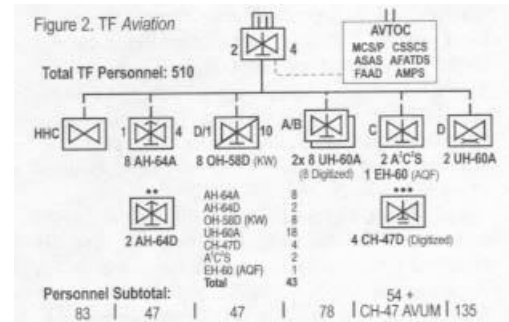 Figure 2. TF Aviation
Total TF Personnel: 510
2 4
AVTOC
MCS/P CSSCS
ASAS AFATDS
FAAD AMPS
HHC
1 4
8 AH-64A
D/1 10
8 OH-58D (KW)
A/B
2x 8 UH-60A
(8 Digitized)
C
2 A²C²S
1 EH-60 (AQF)
D
2 UH-60A
2 AH-64D
AH-64A 8
AH-64D 2
OH-58D (KW) 8
UH-60A 18
CH-47D 4
A²C²S 2
EH-60 (AQF) 1
Total 43
4 CH-47D (Digitized)
Personnel Subtotal:
83 47 47 78 54 + CH-47 AVUM 135